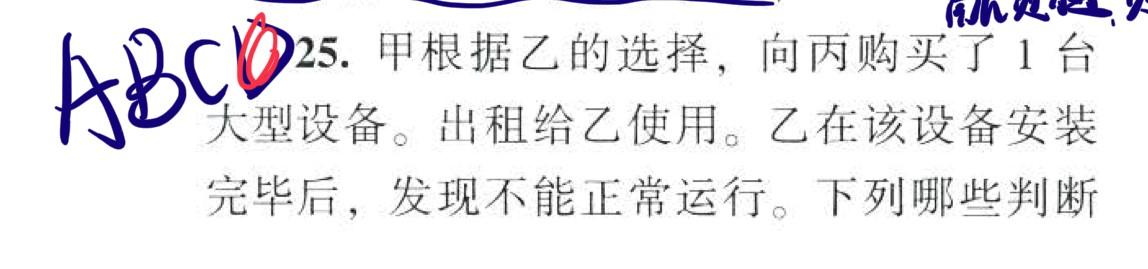 ABCD 25. 甲根据乙的选择，向丙购买了 1 台
大型设备。出租给乙使用。乙在该设备安装
完毕后，发现不能正常运行。下列哪些判断